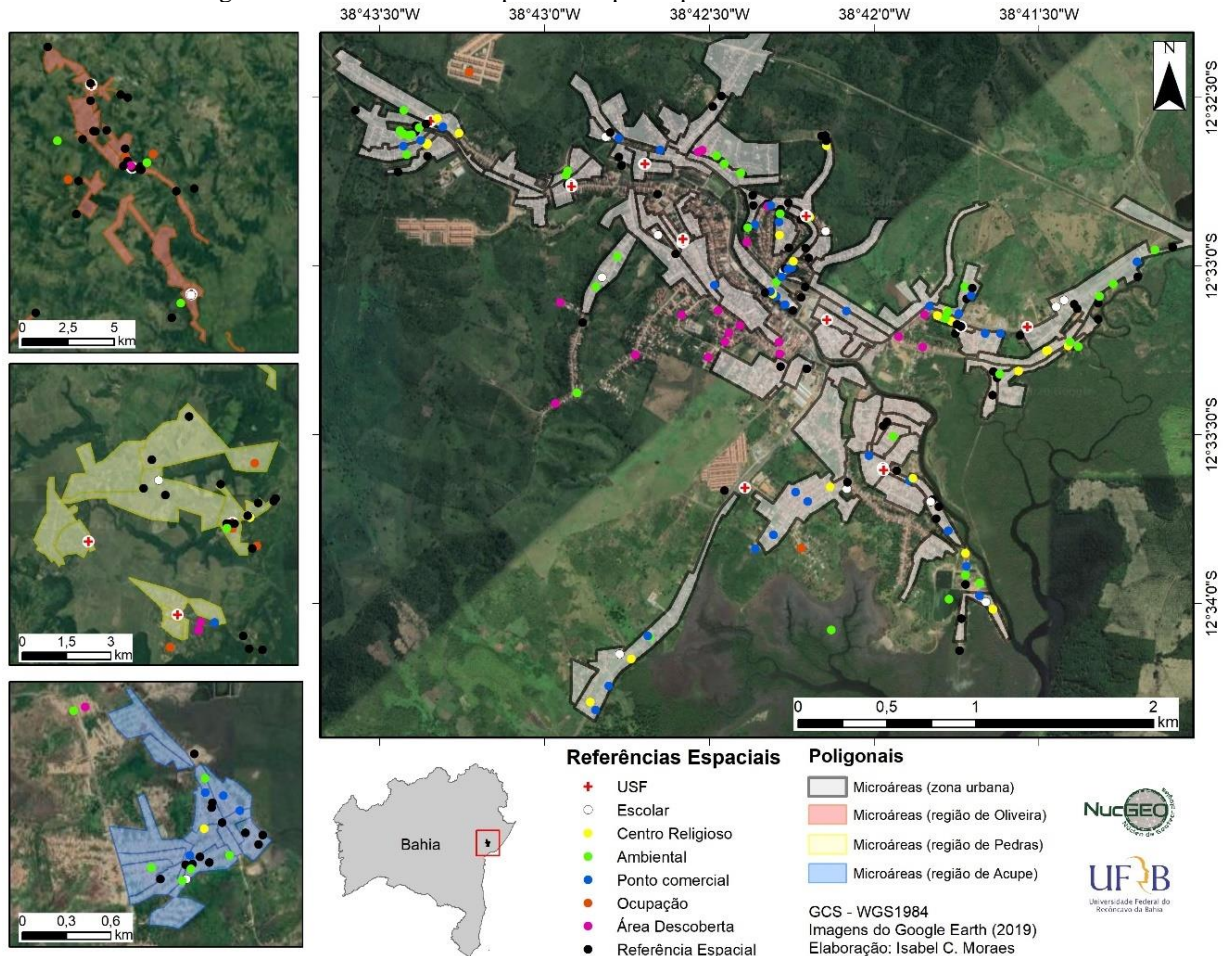 38°43'30"W 38°43'0"W 38°42'30"W 38°42'0"W 38°41'30"W
N
12°32'30"S
12°33'0"S
12°33'30"S
12°34'0"S
0 2,5 5
km
0 1,5 3
km
0 0,3 0,6
km
0 0,5 1 2
km
Bahia
Referências Espaciais
USF
Escolar
Centro Religioso
Ambiental
Ponto comercial
Ocupação
Área Descoberta
Referência Espacial
Poligonais
Microáreas (zona urbana)
Microáreas (região de Oliveira)
Microáreas (região de Pedras)
Microáreas (região de Acupe)
GCS - WGS1984
Imagens do Google Earth (2019)
Elaboração: Isabel C. Moraes
NucGEO
UFRB
Universidade Federal do
Recôncavo da Bahia